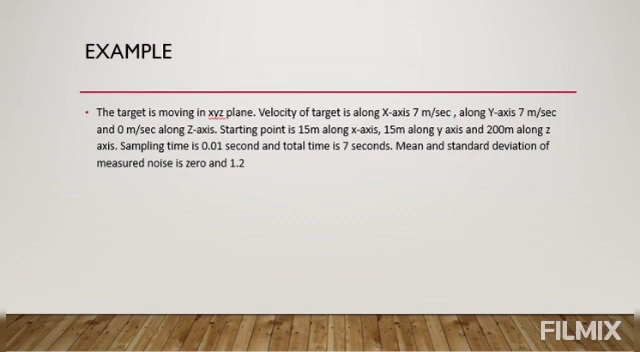 EXAMPLE
• The target is moving in xyz plane. Velocity of target is along X-axis 7 m/sec , along Y-axis 7 m/sec
and 0 m/sec along Z-axis. Starting point is 15m along x-axis, 15m along y axis and 200m along z
axis. Sampling time is 0.01 second and total time is 7 seconds. Mean and standard deviation of
measured noise is zero and 1.2
FILMIX